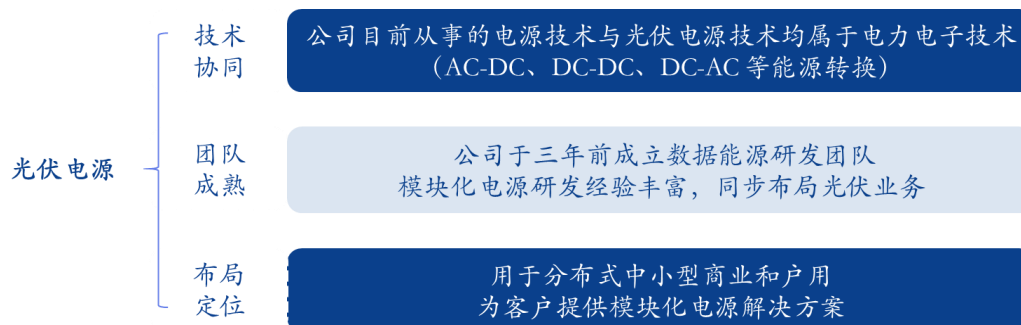 光伏电源
技术
协同
公司目前从事的电源技术与光伏电源技术均属于电力电子技术
（AC-DC、DC-DC、DC-AC 等能源转换）
团队
成熟
公司于三年前成立数据能源研发团队
模块化电源研发经验丰富，同步布局光伏业务
布局
定位
用于分布式中小型商业和户用
为客户提供模块化电源解决方案